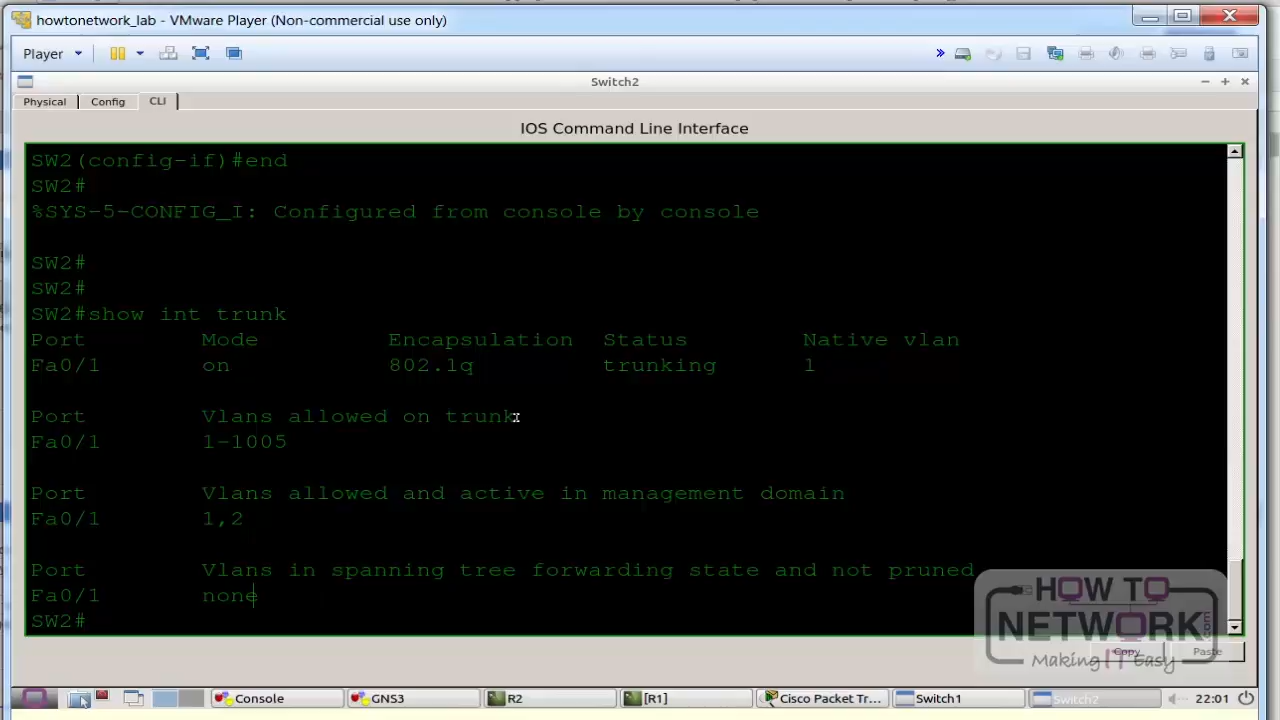 howtonetwork_lab - VMware Player (Non-commercial use only)
Player
Switch2
Physical Config CLI
IOS Command Line Interface
SW2(config-if)#end
SW2#
%SYS-5-CONFIG_I: Configured from console by console
SW2#
SW2#
SW2#show int trunk
Port Mode Encapsulation Status Native vlan
Fa0/1 on 802.1q trunking 1
Port Vlans allowed on trunk
Fa0/1 1-1005
Port Vlans allowed and active in management domain
Fa0/1 1,2
Port Vlans in spanning tree forwarding state and not pruned
Fa0/1 none
SW2#
HOW TO
NETWORK.com
Making IT Easy
Copy Paste
Console GNS3 R2 [R1] Cisco Packet Tr... Switch1 Switch2 22:01